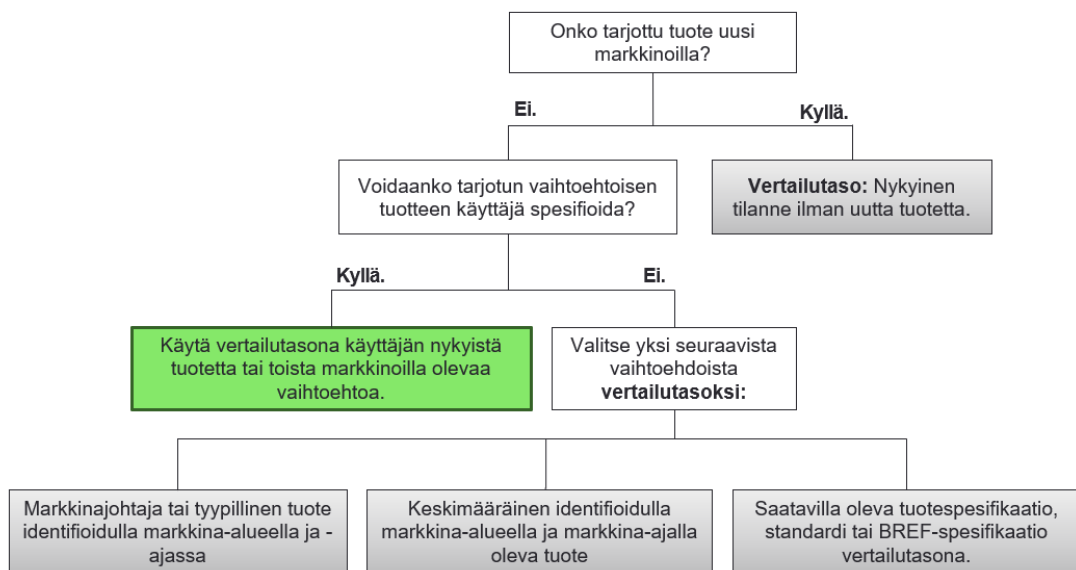 Onko tarjottu tuote uusi
markkinoilla?
Ei.
Kyllä.
Voidaanko tarjotun vaihtoehtoisen
tuotteen käyttäjä spesifioida?
Vertailutaso: Nykyinen
tilanne ilman uutta tuotetta.
Kyllä.
Ei.
Käytä vertailutasona käyttäjän nykyistä
tuotetta tai toista markkinoilla olevaa
vaihtoehtoa.
Valitse yksi seuraavista
vaihtoehdoista
vertailutasoksi:
Markkinajohtaja tai tyypillinen tuote
identifioidulla markkina-alueella ja -
ajassa
Keskimääräinen identifioidulla
markkina-alueella ja markkina-ajalla
oleva tuote
Saatavilla oleva tuotespesifikaatio,
standardi tai BREF-spesifikaatio
vertailutasona.